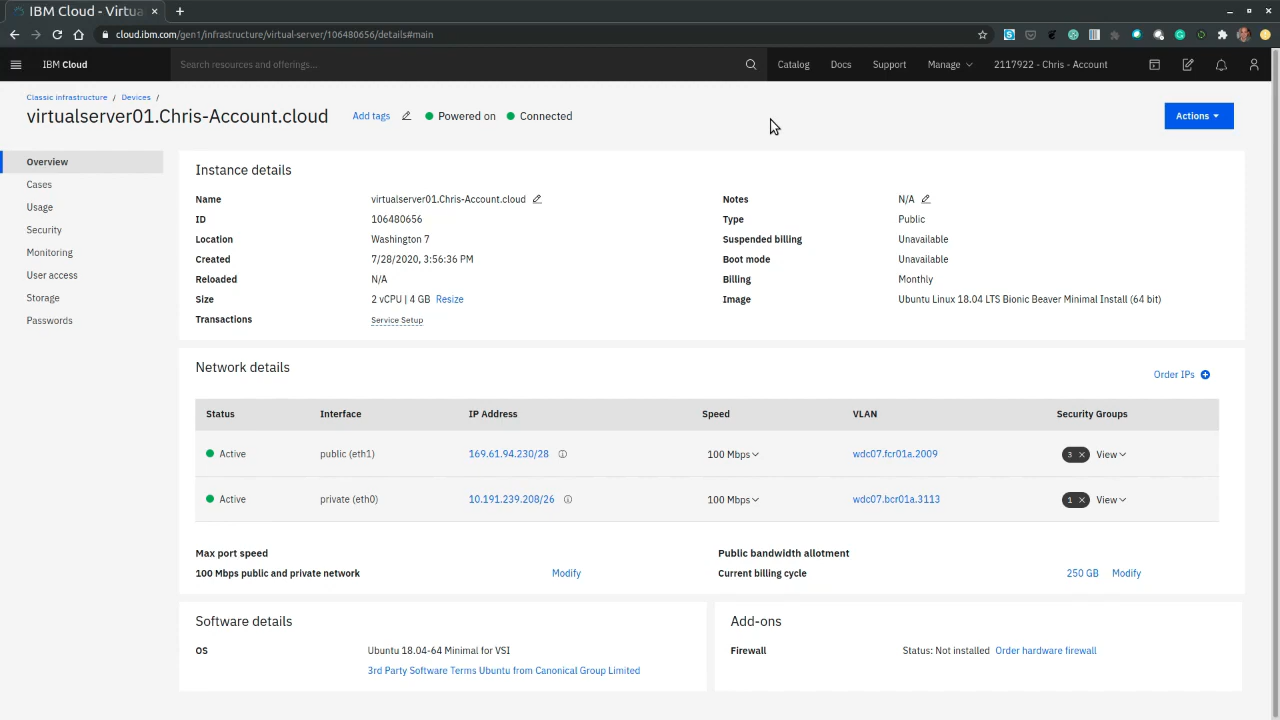 IBM Cloud - Virtua
cloud.ibm.com/gen1/infrastructure/virtual-server/106480656/details#main
IBM Cloud
Search resources and offerings...
Catalog
Docs
Support
Manage
2117922 - Chris - Account
Classic infrastructure / Devices /
virtualserver01.Chris-Account.cloud
Add tags
Powered on
Connected
Actions
Overview
Cases
Usage
Security
Monitoring
User access
Storage
Passwords
Instance details
Name virtualserver01.Chris-Account.cloud
ID 106480656
Location Washington 7
Created 7/28/2020, 3:56:36 PM
Reloaded N/A
Size 2 vCPU | 4 GB Resize
Transactions Service Setup
Notes N/A
Type Public
Suspended billing Unavailable
Boot mode Unavailable
Billing Monthly
Image Ubuntu Linux 18.04 LTS Bionic Beaver Minimal Install (64 bit)
Network details
Order IPs
Status Interface IP Address Speed VLAN Security Groups
Active public (eth1) 169.61.94.230/28 100 Mbps wdc07.fcr01a.2009 3 View
Active private (eth0) 10.191.239.208/26 100 Mbps wdc07.bcr01a.3113 1 View
Max port speed
100 Mbps public and private network Modify
Public bandwidth allotment
Current billing cycle 250 GB Modify
Software details
OS Ubuntu 18.04-64 Minimal for VSI
3rd Party Software Terms Ubuntu from Canonical Group Limited
Add-ons
Firewall Status: Not installed Order hardware firewall